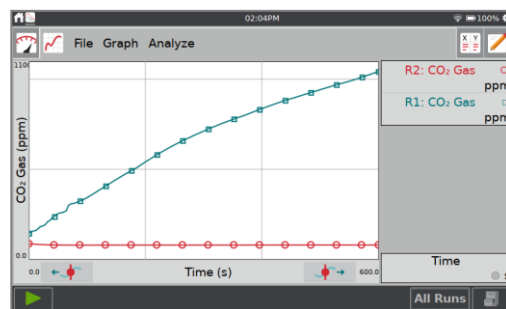 02:04PM
100%
File Graph Analyze
X Y
1100
CO₂ Gas (ppm)
0.0
0.0
Time (s)
600.0
R2: CO₂ Gas
ppm
R1: CO₂ Gas
ppm
Time
s
All Runs